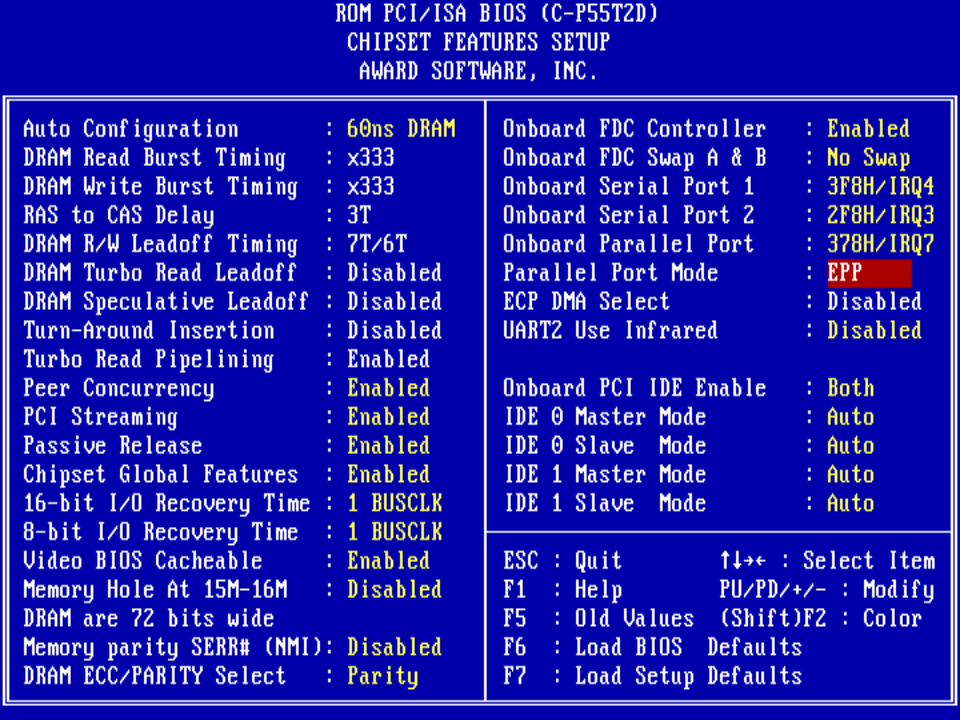 ROM PCI/ISA BIOS (C-P55T2D)
CHIPSET FEATURES SETUP
AWARD SOFTWARE, INC.
Auto Configuration : 60ns DRAM
DRAM Read Burst Timing : x333
DRAM Write Burst Timing : x333
RAS to CAS Delay : 3T
DRAM R/W Leadoff Timing : 7T/6T
DRAM Turbo Read Leadoff : Disabled
DRAM Speculative Leadoff : Disabled
Turn-Around Insertion : Disabled
Turbo Read Pipelining : Enabled
Peer Concurrency : Enabled
PCI Streaming : Enabled
Passive Release : Enabled
Chipset Global Features : Enabled
16-bit I/O Recovery Time : 1 BUSCLK
8-bit I/O Recovery Time : 1 BUSCLK
Video BIOS Cacheable : Enabled
Memory Hole At 15M-16M : Disabled
DRAM are 72 bits wide
Memory parity SERR# (NMI): Disabled
DRAM ECC/PARITY Select : Parity
Onboard FDC Controller : Enabled
Onboard FDC Swap A & B : No Swap
Onboard Serial Port 1 : 3F8H/IRQ4
Onboard Serial Port 2 : 2F8H/IRQ3
Onboard Parallel Port : 378H/IRQ7
Parallel Port Mode : EPP
ECP DMA Select : Disabled
UART2 Use Infrared : Disabled
Onboard PCI IDE Enable : Both
IDE 0 Master Mode : Auto
IDE 0 Slave Mode : Auto
IDE 1 Master Mode : Auto
IDE 1 Slave Mode : Auto
ESC : Quit ↑↓→← : Select Item
F1 : Help PU/PD/+/- : Modify
F5 : Old Values (Shift)F2 : Color
F6 : Load BIOS Defaults
F7 : Load Setup Defaults